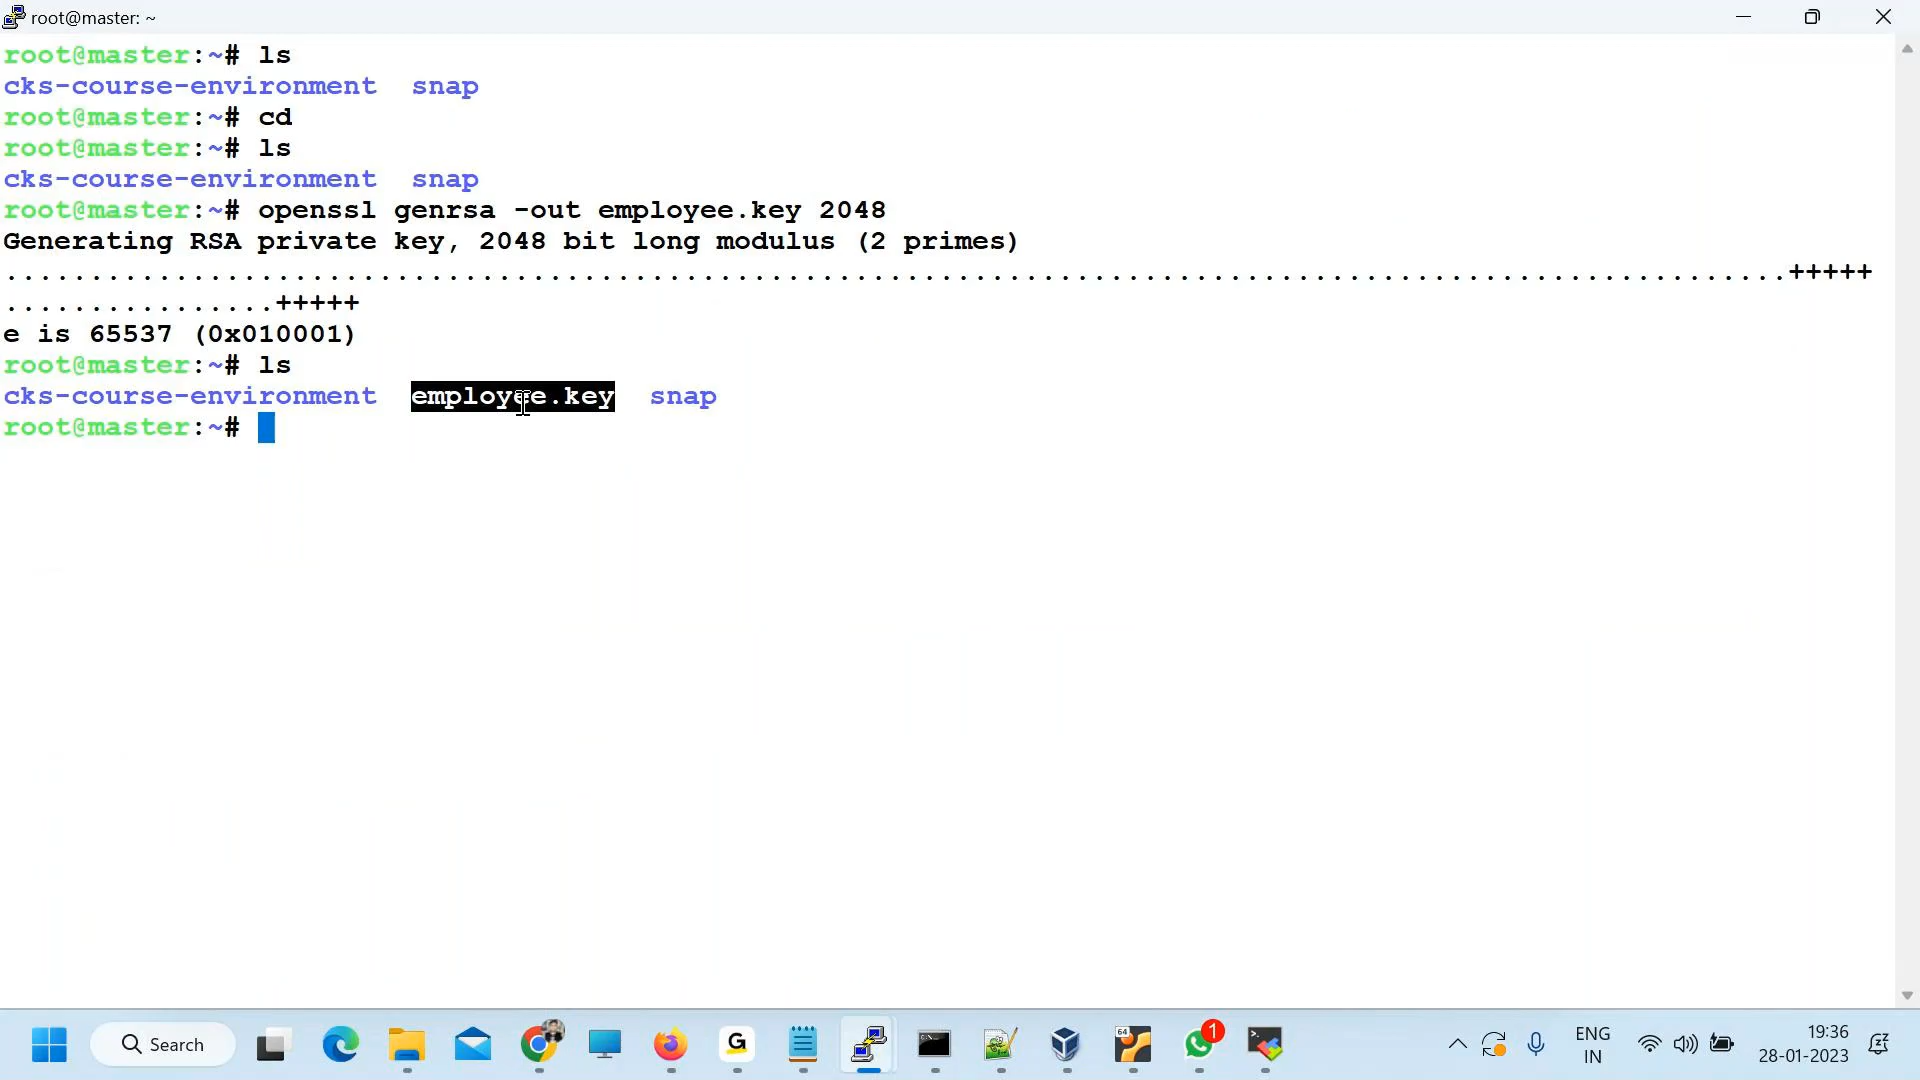 root@master: ~
root@master:~# ls
cks-course-environment  snap
root@master:~# cd
root@master:~# ls
cks-course-environment  snap
root@master:~# openssl genrsa -out employee.key 2048
Generating RSA private key, 2048 bit long modulus (2 primes)
..........................................................................................................+++++
................+++++
e is 65537 (0x010001)
root@master:~# ls
cks-course-environment  employee.key  snap
root@master:~#
Search
G
64
1
ENG
IN
19:36
28-01-2023